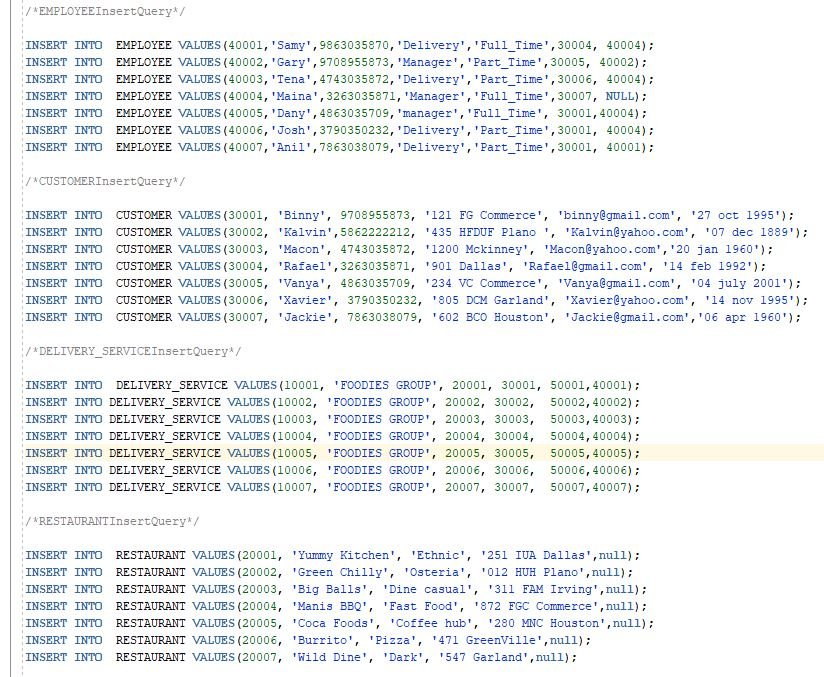 /*EMPLOYEEInsertQuery*/
INSERT INTO  EMPLOYEE VALUES(40001,'Samy',9863035870,'Delivery','Full_Time',30004, 40004);
INSERT INTO  EMPLOYEE VALUES(40002,'Gary',9708955873,'Manager','Part_Time',30005, 40002);
INSERT INTO  EMPLOYEE VALUES(40003,'Tena',4743035872,'Delivery','Part_Time',30006, 40004);
INSERT INTO  EMPLOYEE VALUES(40004,'Maina',3263035871,'Manager','Full_Time',30007, NULL);
INSERT INTO  EMPLOYEE VALUES(40005,'Dany',4863035709,'manager','Full_Time', 30001,40004);
INSERT INTO  EMPLOYEE VALUES(40006,'Josh',3790350232,'Delivery','Part_Time',30001, 40004);
INSERT INTO  EMPLOYEE VALUES(40007,'Anil',7863038079,'Delivery','Part_Time',30001, 40001);
/*CUSTOMERInsertQuery*/
INSERT INTO  CUSTOMER VALUES(30001, 'Binny', 9708955873, '121 FG Commerce', 'binny@gmail.com', '27 oct 1995');
INSERT INTO  CUSTOMER VALUES(30002, 'Kalvin',5862222212, '435 HFDUF Plano ', 'Kalvin@yahoo.com', '07 dec 1889');
INSERT INTO  CUSTOMER VALUES(30003, 'Macon', 4743035872, '1200 Mckinney', 'Macon@yahoo.com','20 jan 1960');
INSERT INTO  CUSTOMER VALUES(30004, 'Rafael',3263035871, '901 Dallas', 'Rafael@gmail.com', '14 feb 1992');
INSERT INTO  CUSTOMER VALUES(30005, 'Vanya', 4863035709, '234 VC Commerce', 'Vanya@gmail.com', '04 july 2001');
INSERT INTO  CUSTOMER VALUES(30006, 'Xavier', 3790350232, '805 DCM Garland', 'Xavier@yahoo.com', '14 nov 1995');
INSERT INTO  CUSTOMER VALUES(30007, 'Jackie', 7863038079, '602 BCO Houston', 'Jackie@gmail.com','06 apr 1960');
/*DELIVERY_SERVICEInsertQuery*/
INSERT INTO  DELIVERY_SERVICE VALUES(10001, 'FOODIES GROUP', 20001, 30001,  50001,40001);
INSERT INTO DELIVERY_SERVICE VALUES(10002, 'FOODIES GROUP', 20002, 30002,  50002,40002);
INSERT INTO DELIVERY_SERVICE VALUES(10003, 'FOODIES GROUP', 20003, 30003,  50003,40003);
INSERT INTO DELIVERY_SERVICE VALUES(10004, 'FOODIES GROUP', 20004, 30004,  50004,40004);
INSERT INTO DELIVERY_SERVICE VALUES(10005, 'FOODIES GROUP', 20005, 30005,  50005,40005);
INSERT INTO DELIVERY_SERVICE VALUES(10006, 'FOODIES GROUP', 20006, 30006,  50006,40006);
INSERT INTO DELIVERY_SERVICE VALUES(10007, 'FOODIES GROUP', 20007, 30007,  50007,40007);
/*RESTAURANTInsertQuery*/
INSERT INTO  RESTAURANT VALUES(20001, 'Yummy Kitchen', 'Ethnic', '251 IUA Dallas',null);
INSERT INTO  RESTAURANT VALUES(20002, 'Green Chilly', 'Osteria', '012 HUH Plano',null);
INSERT INTO  RESTAURANT VALUES(20003, 'Big Balls', 'Dine casual', '311 FAM Irving',null);
INSERT INTO  RESTAURANT VALUES(20004, 'Manis BBQ', 'Fast Food', '872 FGC Commerce',null);
INSERT INTO  RESTAURANT VALUES(20005, 'Coca Foods', 'Coffee hub', '280 MNC Houston',null);
INSERT INTO  RESTAURANT VALUES(20006, 'Burrito', 'Pizza', '471 GreenVille',null);
INSERT INTO  RESTAURANT VALUES(20007, 'Wild Dine', 'Dark', '547 Garland',null);